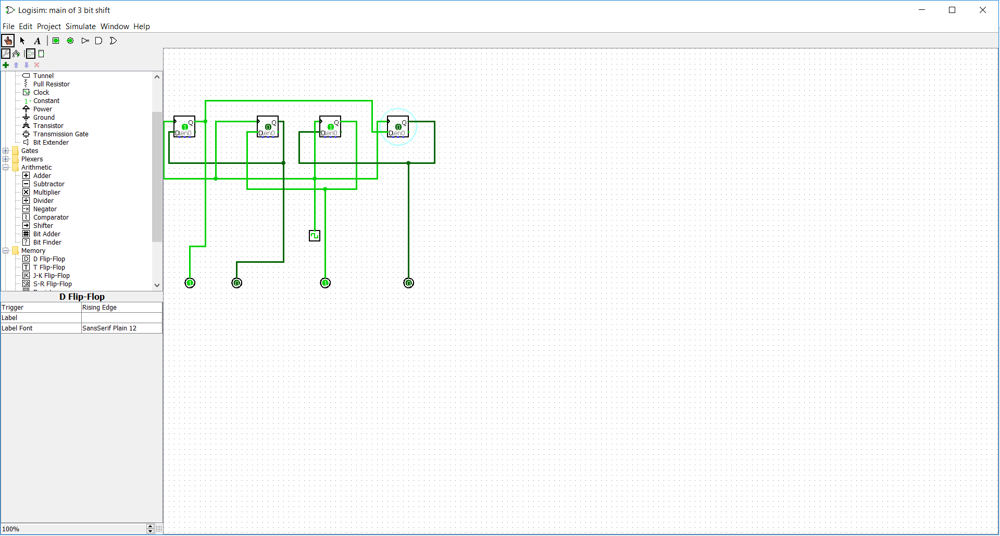 Logisim: main of 3 bit shift
File Edit Project Simulate Window Help
A
Tunnel
Pull Resistor
Clock
1 Constant
Power
Ground
Transistor
Transmission Gate
Bit Extender
Gates
Plexers
Arithmetic
Adder
Subtractor
Multiplier
Divider
Negator
Comparator
Shifter
Bit Adder
? Bit Finder
Memory
D D Flip-Flop
T T Flip-Flop
JK J-K Flip-Flop
SR S-R Flip-Flop
D Flip-Flop
Trigger Rising Edge
Label
Label Font SansSerif Plain 12
100%
Q Q Q Q
1 0 1 0
D en 0 D en 0 D en 0 D en 0
1 0 1 0